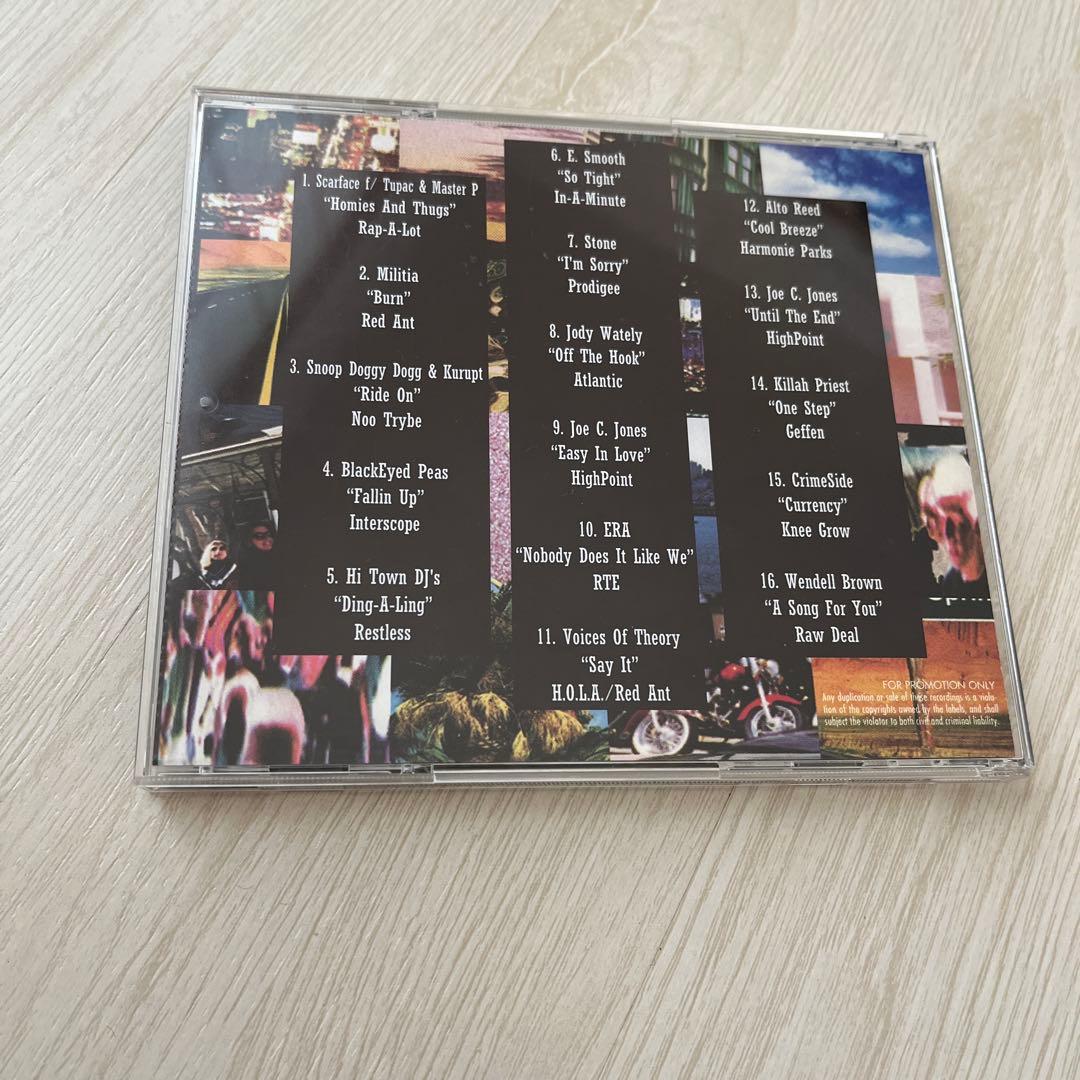 1. Scarface f/ Tupac & Master P
“Homies And Thugs”
Rap-A-Lot
2. Militia
“Burn”
Red Ant
3. Snoop Doggy Dogg & Kurupt
“Ride On”
Noo Trybe
4. BlackEyed Peas
“Fallin Up”
Interscope
5. Hi Town DJ's
“Ding-A-Ling”
Restless
6. E. Smooth
“So Tight”
In-A-Minute
7. Stone
“I'm Sorry”
Prodigee
8. Jody Wately
“Off The Hook”
Atlantic
9. Joe C. Jones
“Easy In Love”
HighPoint
10. ERA
“Nobody Does It Like We”
RTE
11. Voices Of Theory
“Say It”
H.O.L.A./Red Ant
12. Alto Reed
“Cool Breeze”
Harmonie Parks
13. Joe C. Jones
“Until The End”
HighPoint
14. Killah Priest
“One Step”
Geffen
15. CrimeSide
“Currency”
Knee Grow
16. Wendell Brown
“A Song For You”
Raw Deal
FOR PROMOTION ONLY
Any duplication or sale of these recordings is a viola-
tion of the copyrights owned by the labels, and shall
subject the violator to both civil and criminal liability.